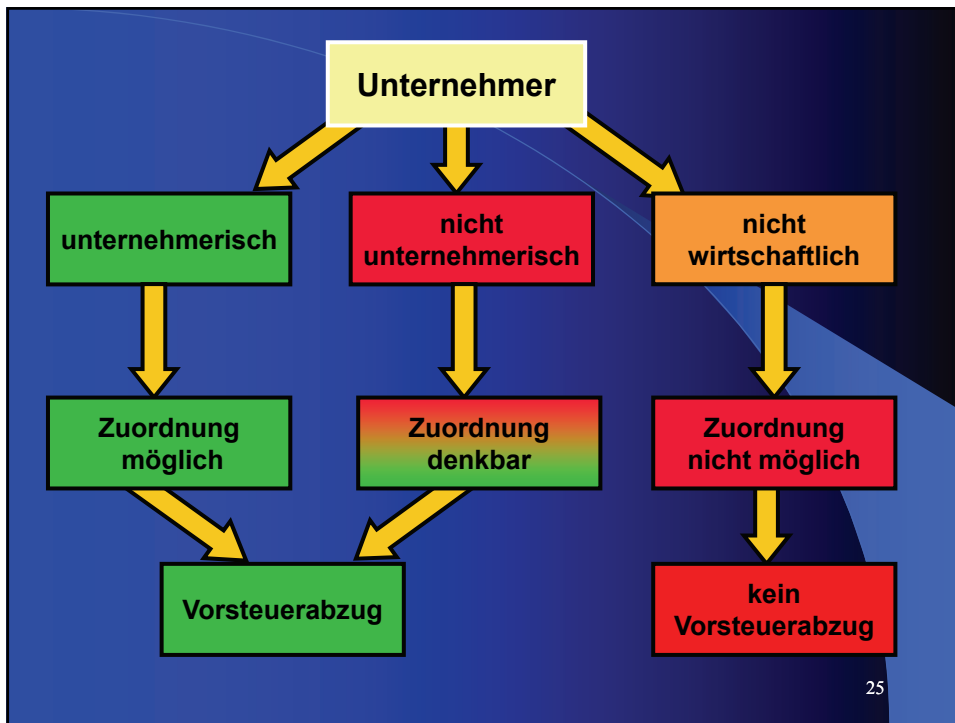 Unternehmer
unternehmerisch
nicht
unternehmerisch
nicht
wirtschaftlich
Zuordnung
möglich
Zuordnung
denkbar
Zuordnung
nicht möglich
Vorsteuerabzug
kein
Vorsteuerabzug
25